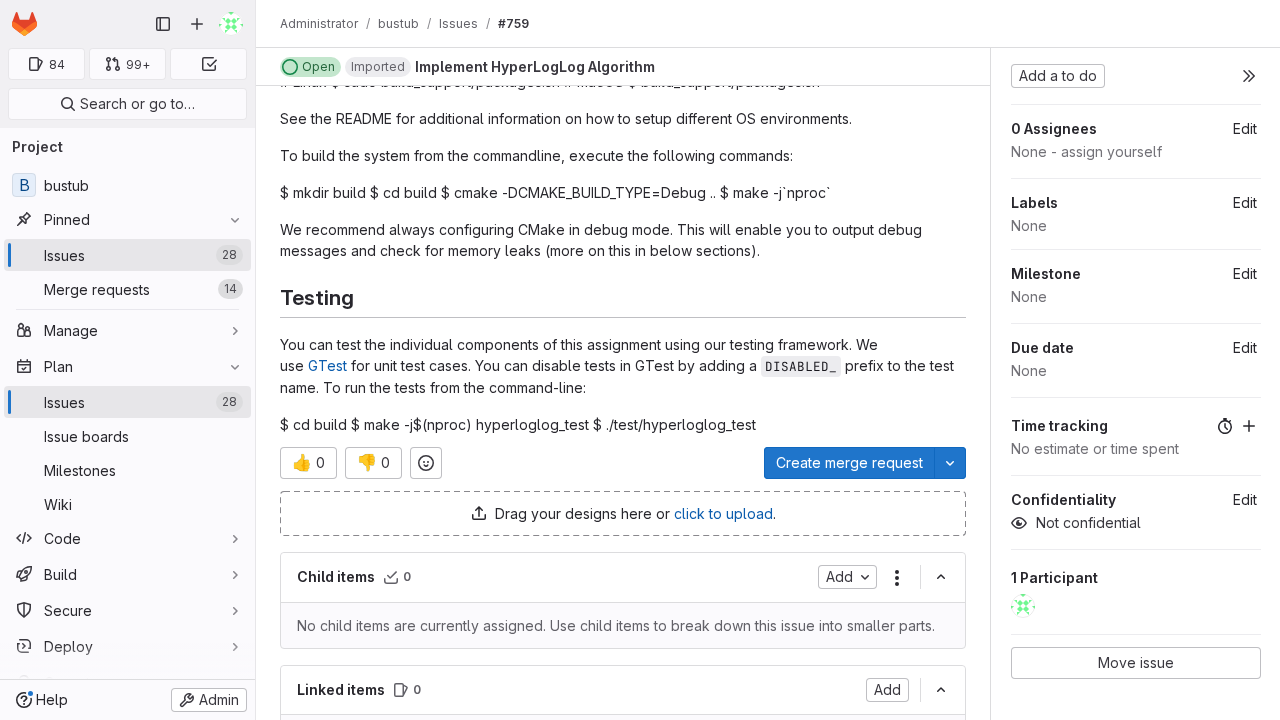 84
99+
Search or go to…
Project
B bustub
Pinned
Issues 28
Merge requests 14
Manage
Plan
Issues 28
Issue boards
Milestones
Wiki
Code
Build
Secure
Deploy
Help
Admin
Administrator / bustub / Issues / #759
Open Imported Implement HyperLogLog Algorithm
See the README for additional information on how to setup different OS environments.
To build the system from the commandline, execute the following commands:
$ mkdir build $ cd build $ cmake -DCMAKE_BUILD_TYPE=Debug .. $ make -j`nproc`
We recommend always configuring CMake in debug mode. This will enable you to output debug
messages and check for memory leaks (more on this in below sections).
Testing
You can test the individual components of this assignment using our testing framework. We
use GTest for unit test cases. You can disable tests in GTest by adding a DISABLED_ prefix to the test
name. To run the tests from the command-line:
$ cd build $ make -j$(nproc) hyperloglog_test $ ./test/hyperloglog_test
👍 0 👎 0
Create merge request
Drag your designs here or click to upload.
Child items 0
Add
No child items are currently assigned. Use child items to break down this issue into smaller parts.
Linked items 0
Add
Add a to do
0 Assignees Edit
None - assign yourself
Labels Edit
None
Milestone Edit
None
Due date Edit
None
Time tracking
No estimate or time spent
Confidentiality Edit
Not confidential
1 Participant
Move issue